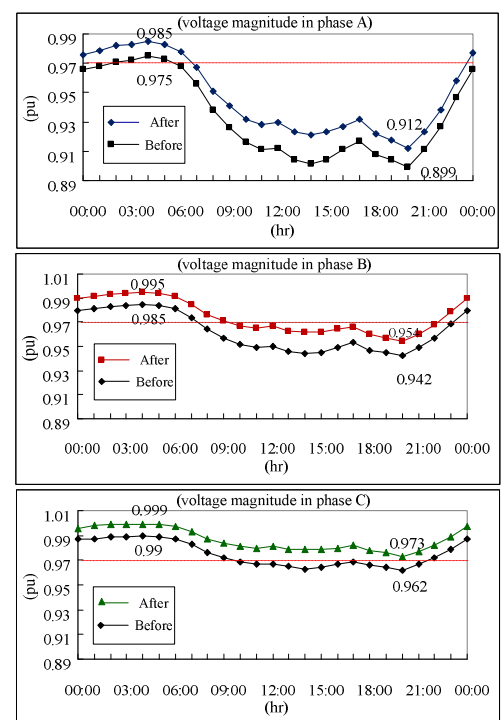 (voltage magnitude in phase A)
0.99
0.97
0.95
0.93
0.91
0.89
(pu)
0.985
0.975
0.912
0.899
After
Before
00:00 03:00 06:00 09:00 12:00 15:00 18:00 21:00 00:00
(hr)
(voltage magnitude in phase B)
1.01
0.99
0.97
0.95
0.93
0.91
0.89
(pu)
0.995
0.985
0.954
0.942
After
Before
00:00 03:00 06:00 09:00 12:00 15:00 18:00 21:00 00:00
(hr)
(voltage magnitude in phase C)
1.01
0.99
0.97
0.95
0.93
0.91
0.89
(pu)
0.999
0.99
0.973
0.962
After
Before
00:00 03:00 06:00 09:00 12:00 15:00 18:00 21:00 00:00
(hr)